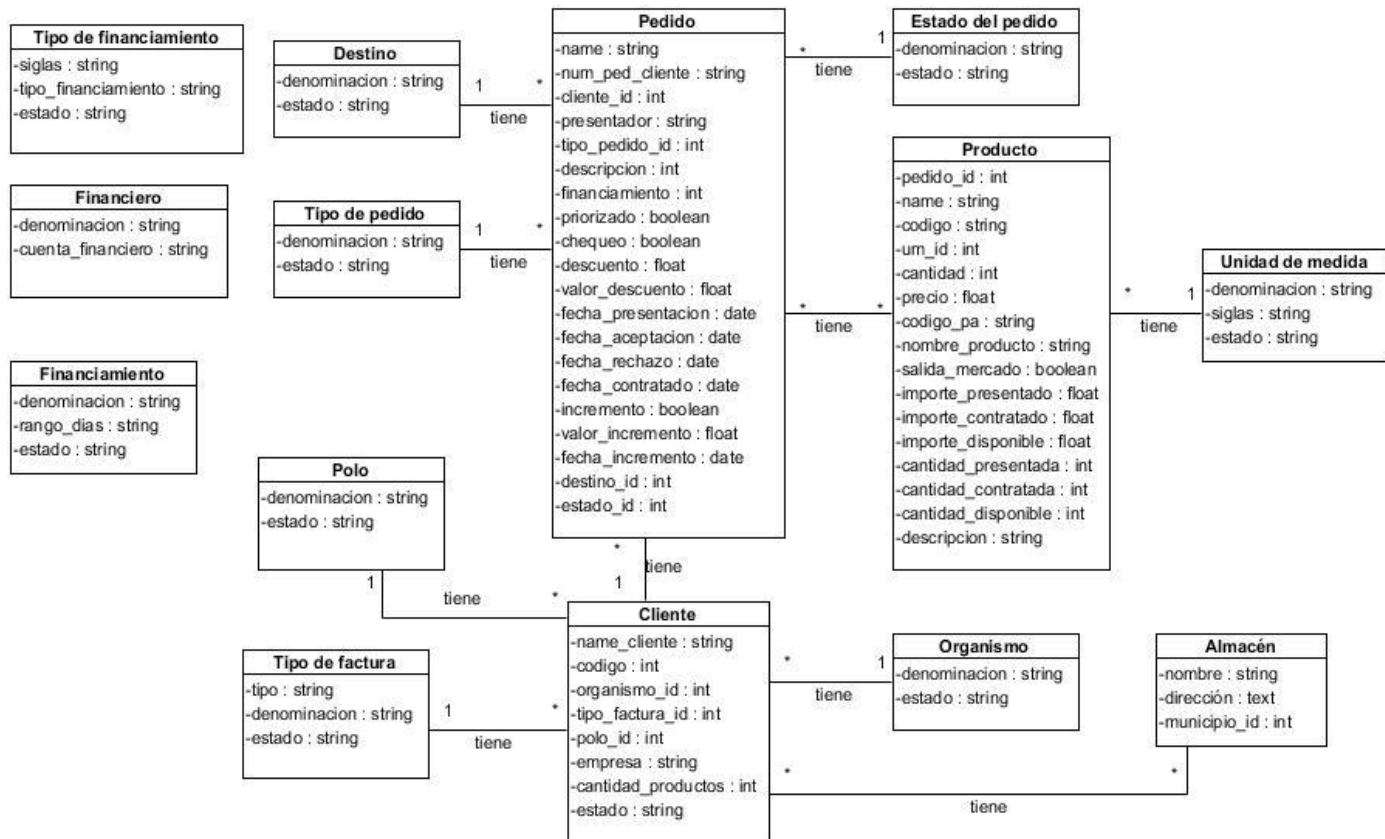 Tipo de financiamiento
-siglas : string
-tipo_financiamiento : string
-estado : string
Destino
-denominacion : string
-estado : string
1
*
tiene
Pedido
-name : string
-num_ped_cliente : string
-cliente_id : int
-presentador : string
-tipo_pedido_id : int
-descripcion : int
-financiamiento : int
-priorizado : boolean
-chequeo : boolean
-descuento : float
-valor_descuento : float
-fecha_presentacion : date
-fecha_aceptacion : date
-fecha_rechazo : date
-fecha_contratado : date
-incremento : boolean
-valor_incremento : float
-fecha_incremento : date
-destino_id : int
-estado_id : int
*
1
tiene
Estado del pedido
-denominacion : string
-estado : string
Financiero
-denominacion : string
-cuenta_financiero : string
Tipo de pedido
-denominacion : string
-estado : string
1
*
tiene
Producto
-pedido_id : int
-name : string
-codigo : string
-um_id : int
-cantidad : int
-precio : float
-codigo_pa : string
-nombre_producto : string
-salida_mercado : boolean
-importe_presentado : float
-importe_contratado : float
-importe_disponible : float
-cantidad_presentada : int
-cantidad_contratada : int
-cantidad_disponible : int
-descripcion : string
*
*
tiene
*
1
tiene
Unidad de medida
-denominacion : string
-siglas : string
-estado : string
Financiamiento
-denominacion : string
-rango_dias : string
-estado : string
Polo
-denominacion : string
-estado : string
1
tiene
*
*
tiene
1
Cliente
-name_cliente : string
-codigo : int
-organismo_id : int
-tipo_factura_id : int
-polo_id : int
-empresa : string
-cantidad_productos : int
-estado : string
Tipo de factura
-tipo : string
-denominacion : string
-estado : string
1
*
tiene
*
1
tiene
Organismo
-denominacion : string
-estado : string
Almacén
-nombre : string
-dirección : text
-municipio_id : int
*
*
tiene